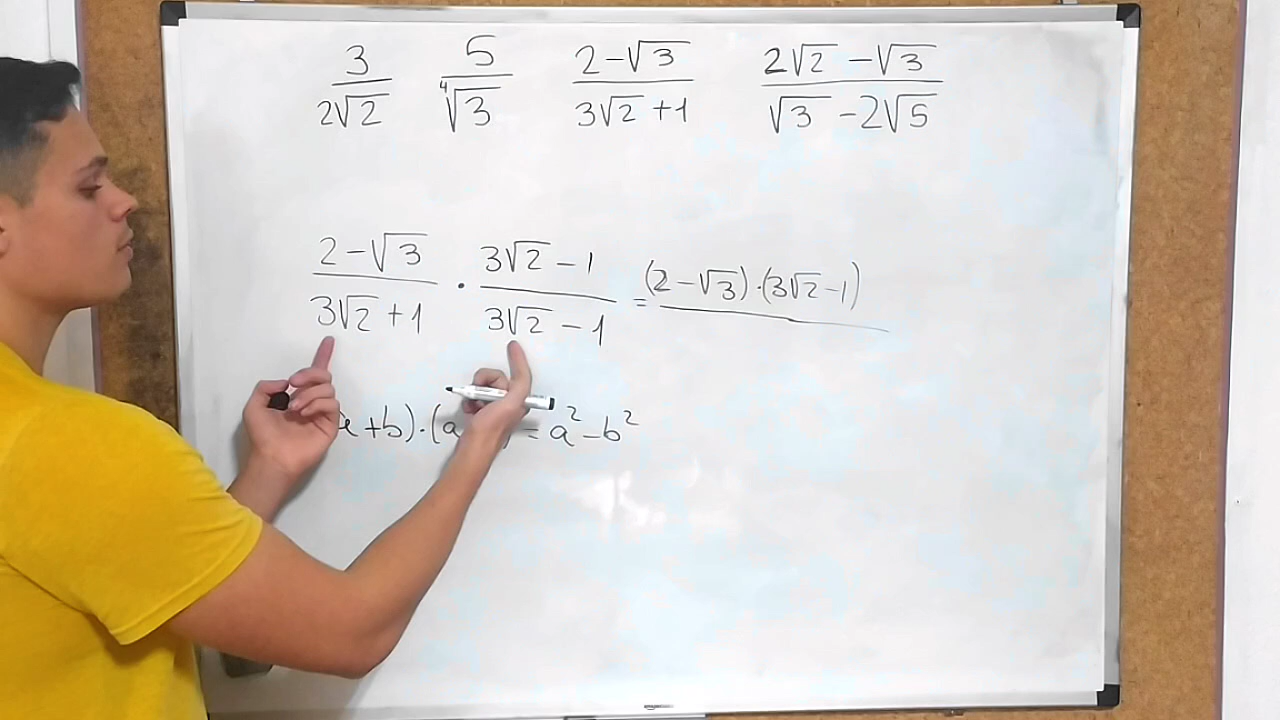 3/(2√2) 5/(⁴√3) (2-√3)/(3√2+1) (2√2-√3)/(√3-2√5)
(2-√3)/(3√2+1) · (3√2-1)/(3√2-1) = (2-√3)·(3√2-1)
a+b)·(a = a²-b²